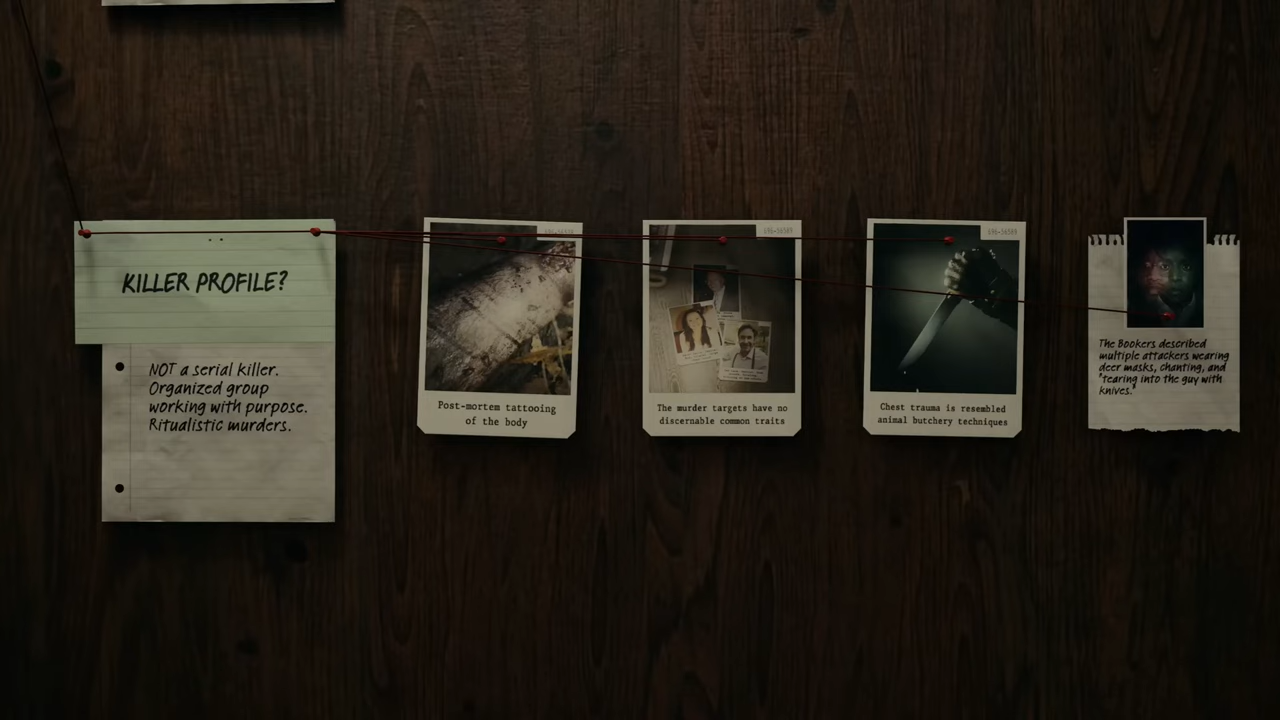 KILLER PROFILE?
NOT a serial killer.
Organized group
working with purpose.
Ritualistic murders.
Post-mortem tattooing
of the body
The murder targets have no
discernable common traits
Chest trauma is resembled
animal butchery techniques
The Bookers described
multiple attackers wearing
deer masks, chanting, and
"tearing into the guy with
knives."